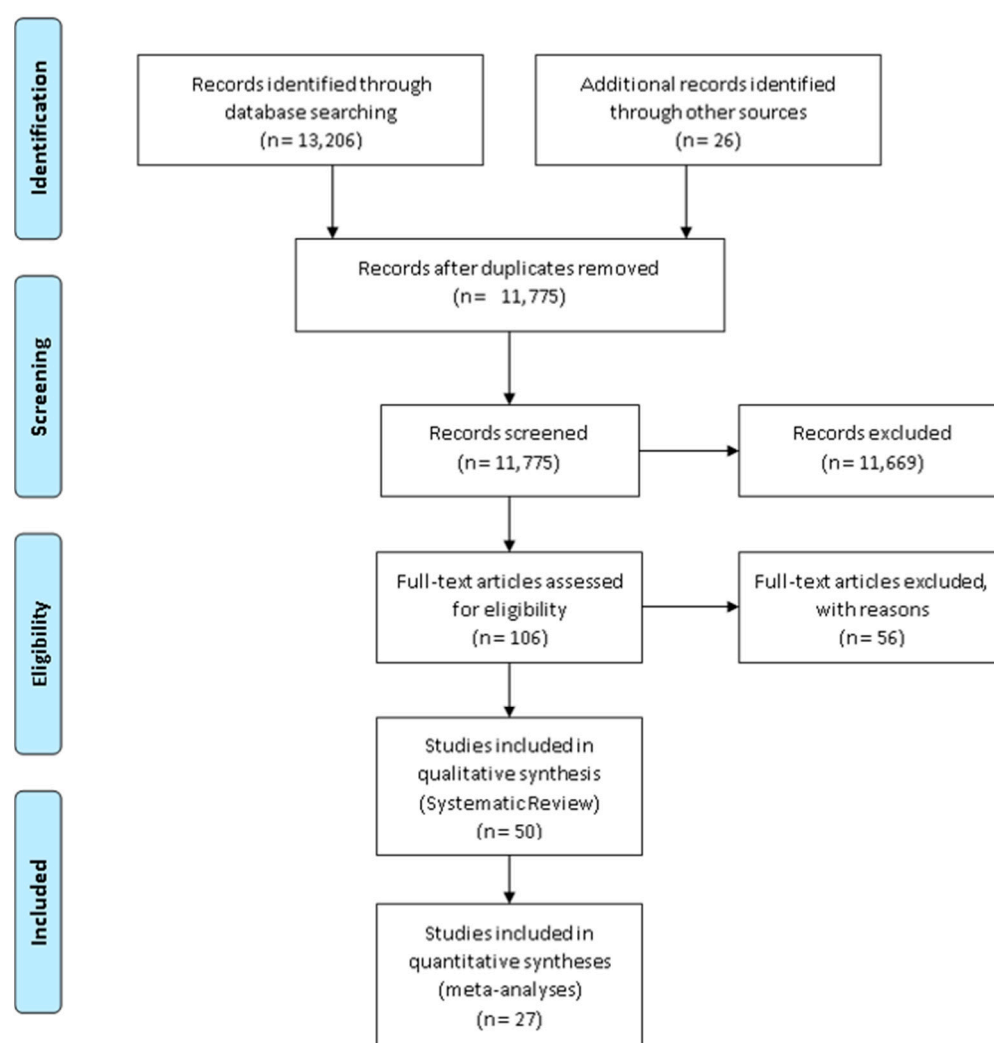 Identification
Records identified through
database searching
(n= 13,206)
Additional records identified
through other sources
(n= 26)
Records after duplicates removed
(n= 11,775)
Screening
Records screened
(n= 11,775)
Records excluded
(n= 11,669)
Eligibility
Full-text articles assessed
for eligibility
(n= 106)
Full-text articles excluded,
with reasons
(n= 56)
Studies included in
qualitative synthesis
(Systematic Review)
(n= 50)
Included
Studies included in
quantitative syntheses
(meta-analyses)
(n= 27)